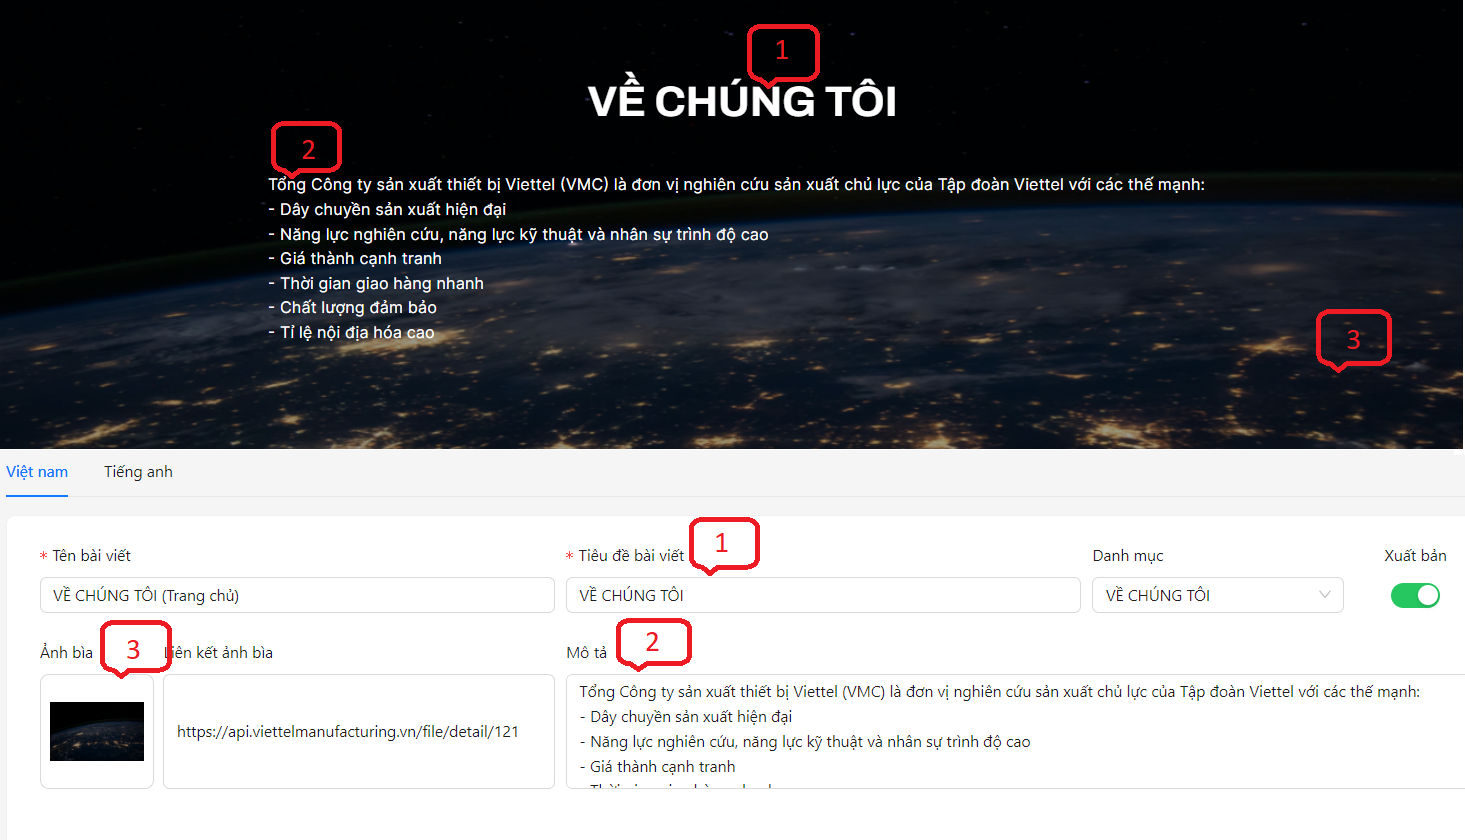 1
VỀ CHÚNG TÔI
2
Tổng Công ty sản xuất thiết bị Viettel (VMC) là đơn vị nghiên cứu sản xuất chủ lực của Tập đoàn Viettel với các thế mạnh:
- Dây chuyền sản xuất hiện đại
- Năng lực nghiên cứu, năng lực kỹ thuật và nhân sự trình độ cao
- Giá thành cạnh tranh
- Thời gian giao hàng nhanh
- Chất lượng đảm bảo
- Tỉ lệ nội địa hóa cao
3
Việt nam Tiếng anh
* Tên bài viết * Tiêu đề bài viết 1 Danh mục Xuất bản
VỀ CHÚNG TÔI (Trang chủ) VỀ CHÚNG TÔI VỀ CHÚNG TÔI
Ảnh bìa 3 Liên kết ảnh bìa Mô tả 2
https://api.viettelmanufacturing.vn/file/detail/121
Tổng Công ty sản xuất thiết bị Viettel (VMC) là đơn vị nghiên cứu sản xuất chủ lực của Tập đoàn Viettel với các thế mạnh:
- Dây chuyền sản xuất hiện đại
- Năng lực nghiên cứu, năng lực kỹ thuật và nhân sự trình độ cao
- Giá thành cạnh tranh